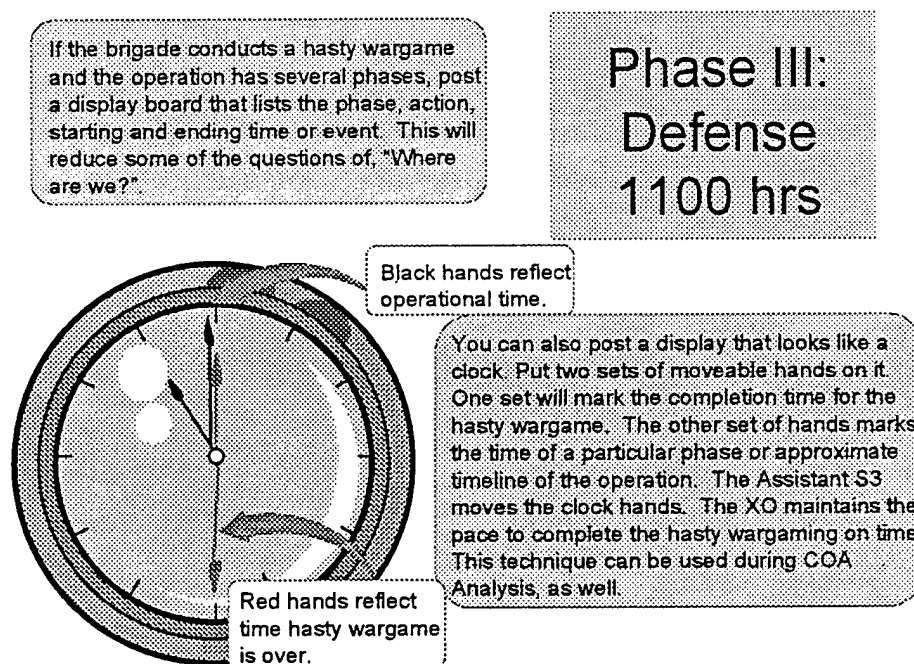 If the brigade conducts a hasty wargame
and the operation has several phases, post
a display board that lists the phase, action,
starting and ending time or event. This will
reduce some of the questions of, "Where
are we?".
Phase III:
Defense
1100 hrs
Black hands reflect
operational time.
You can also post a display that looks like a
clock. Put two sets of moveable hands on it.
One set will mark the completion time for the
hasty wargame. The other set of hands marks
the time of a particular phase or approximate
timeline of the operation. The Assistant S3
moves the clock hands. The XO maintains the
pace to complete the hasty wargaming on time
This technique can be used during COA
Analysis, as well.
Red hands reflect
time hasty wargame
is over.